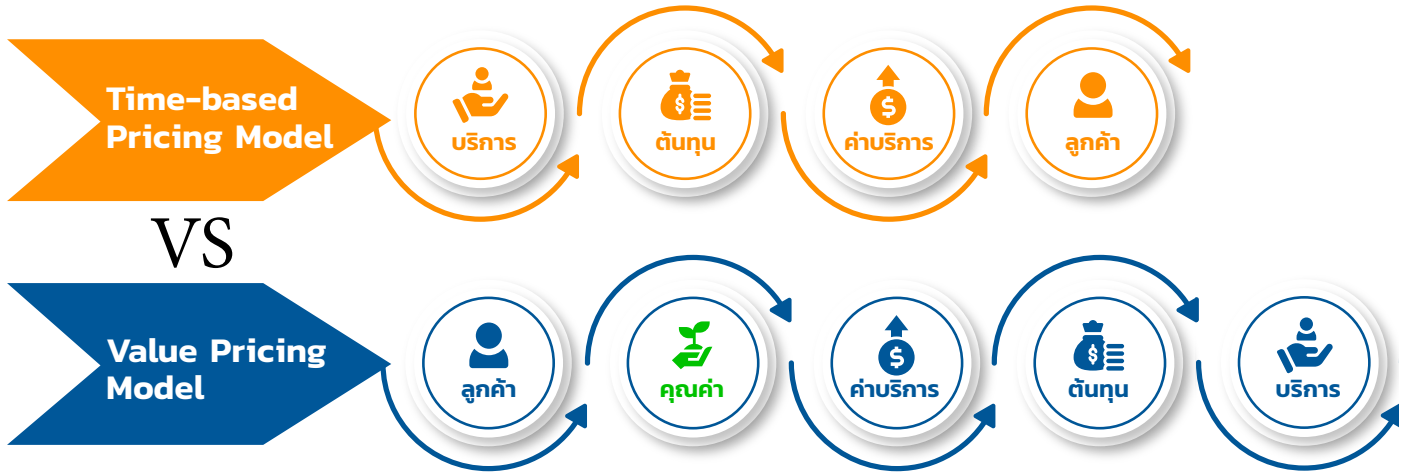 Time-based
Pricing Model
บริการ
ต้นทุน
ค่าบริการ
ลูกค้า
VS
Value Pricing
Model
ลูกค้า
คุณค่า
ค่าบริการ
ต้นทุน
บริการ